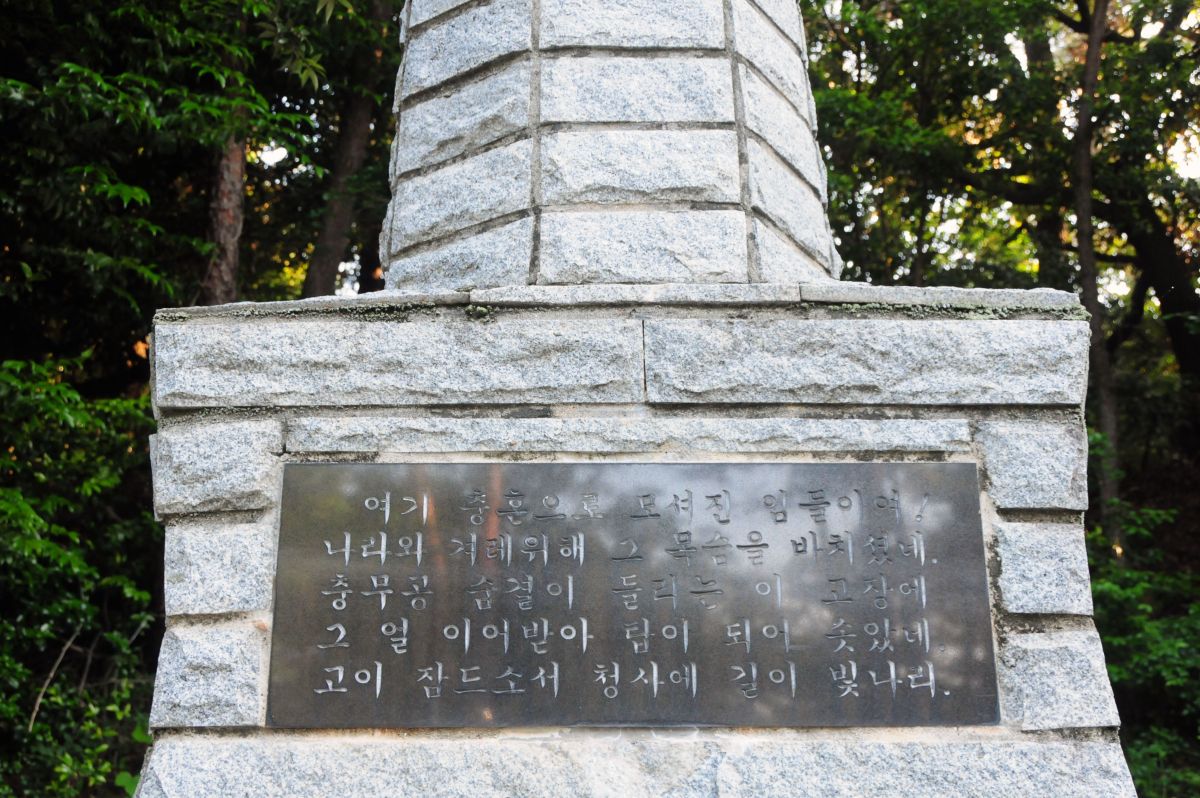 여기 충혼으로 모셔진 임들이여!
나라와 겨레위해 그 목숨을 바치셨네.
충무공 숨결이 들리는 이 고장에
그 얼 이어받아 탑이 되어 솟았네.
고이 잠드소서 청사에 길이 빛나리.